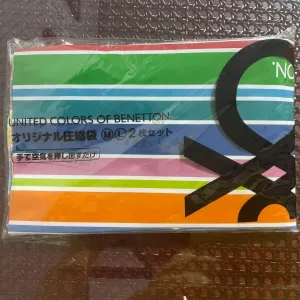 ON.
UNITED COLORS OF BENETTON.
オリジナル圧縮袋 M L 2枚セット
手で空気を押し出すだけ